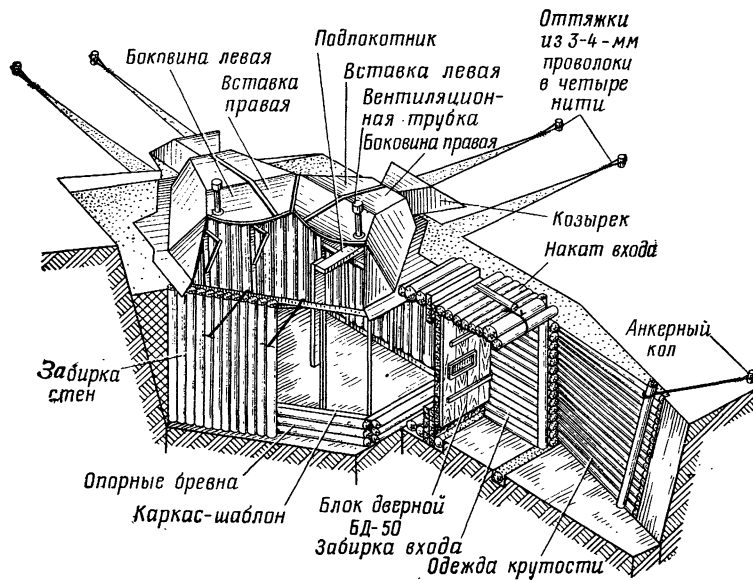 Оттяжки
из 3-4-мм
проволоки
в четыре
нити
Подлокотник
Боковина левая
Вставка
правая
Вставка левая
Вентиляцион-
ная трубка
Боковина правая
Козырек
Накат входа
Анкерный
кол
Забирка
стен
Опорные бревна
Каркас-шаблон
Блок дверной
БД-50
Забирка входа
Одежда крутости